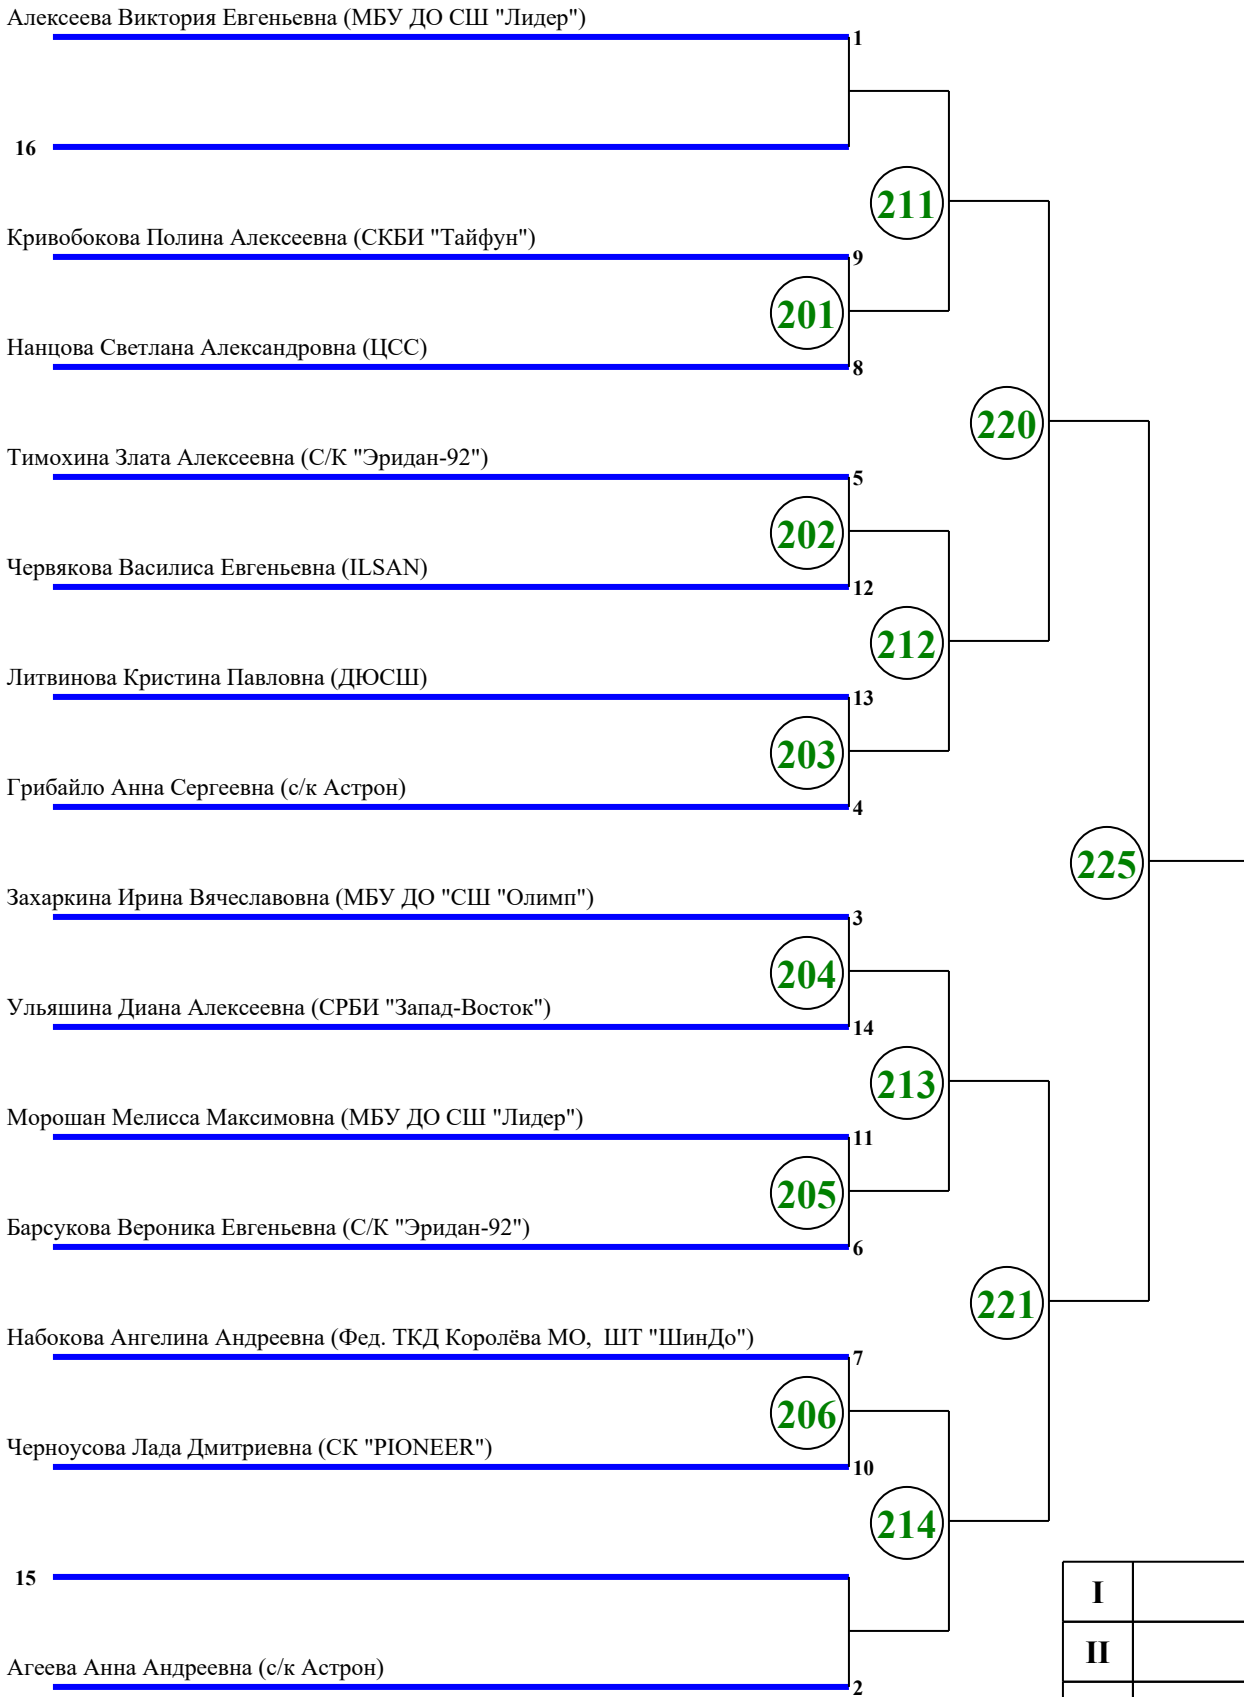 Алексеева Виктория Евгеньевна (МБУ ДО СШ "Лидер")
1
16
211
Кривобокова Полина Алексеевна (СКБИ "Тайфун")
9
201
Нанцова Светлана Александровна (ЦСС)
8
220
Тимохина Злата Алексеевна (С/К "Эридан-92")
5
202
Червякова Василиса Евгеньевна (ILSAN)
12
212
Литвинова Кристина Павловна (ДЮСШ)
13
203
Грибайло Анна Сергеевна (с/к Астрон)
4
225
Захаркина Ирина Вячеславовна (МБУ ДО "СШ "Олимп")
3
204
Ульяшина Диана Алексеевна (СРБИ "Запад-Восток")
14
213
Морошан Мелисса Максимовна (МБУ ДО СШ "Лидер")
11
205
Барсукова Вероника Евгеньевна (С/К "Эридан-92")
6
221
Набокова Ангелина Андреевна (Фед. ТКД Королёва МО,  ШТ "ШинДо")
7
206
Черноусова Лада Дмитриевна (СК "PIONEER")
10
214
15
I
II
Агеева Анна Андреевна (с/к Астрон)
2